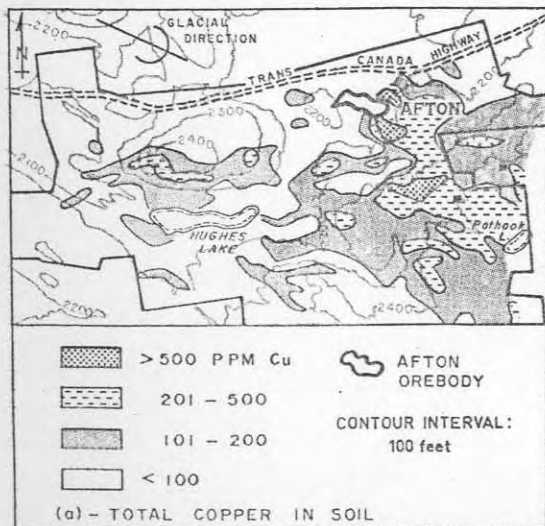 2200
GLACIAL
DIRECTION
N
TRANS CANADA HIGHWAY
2200
2300
2200
AFTON
2400
2100
HUGHES
LAKE
Pothook
L.
2200
2400
> 500 PPM Cu
AFTON
OREBODY
201 - 500
CONTOUR INTERVAL:
100 feet
101 - 200
< 100
(a) - TOTAL COPPER IN SOIL